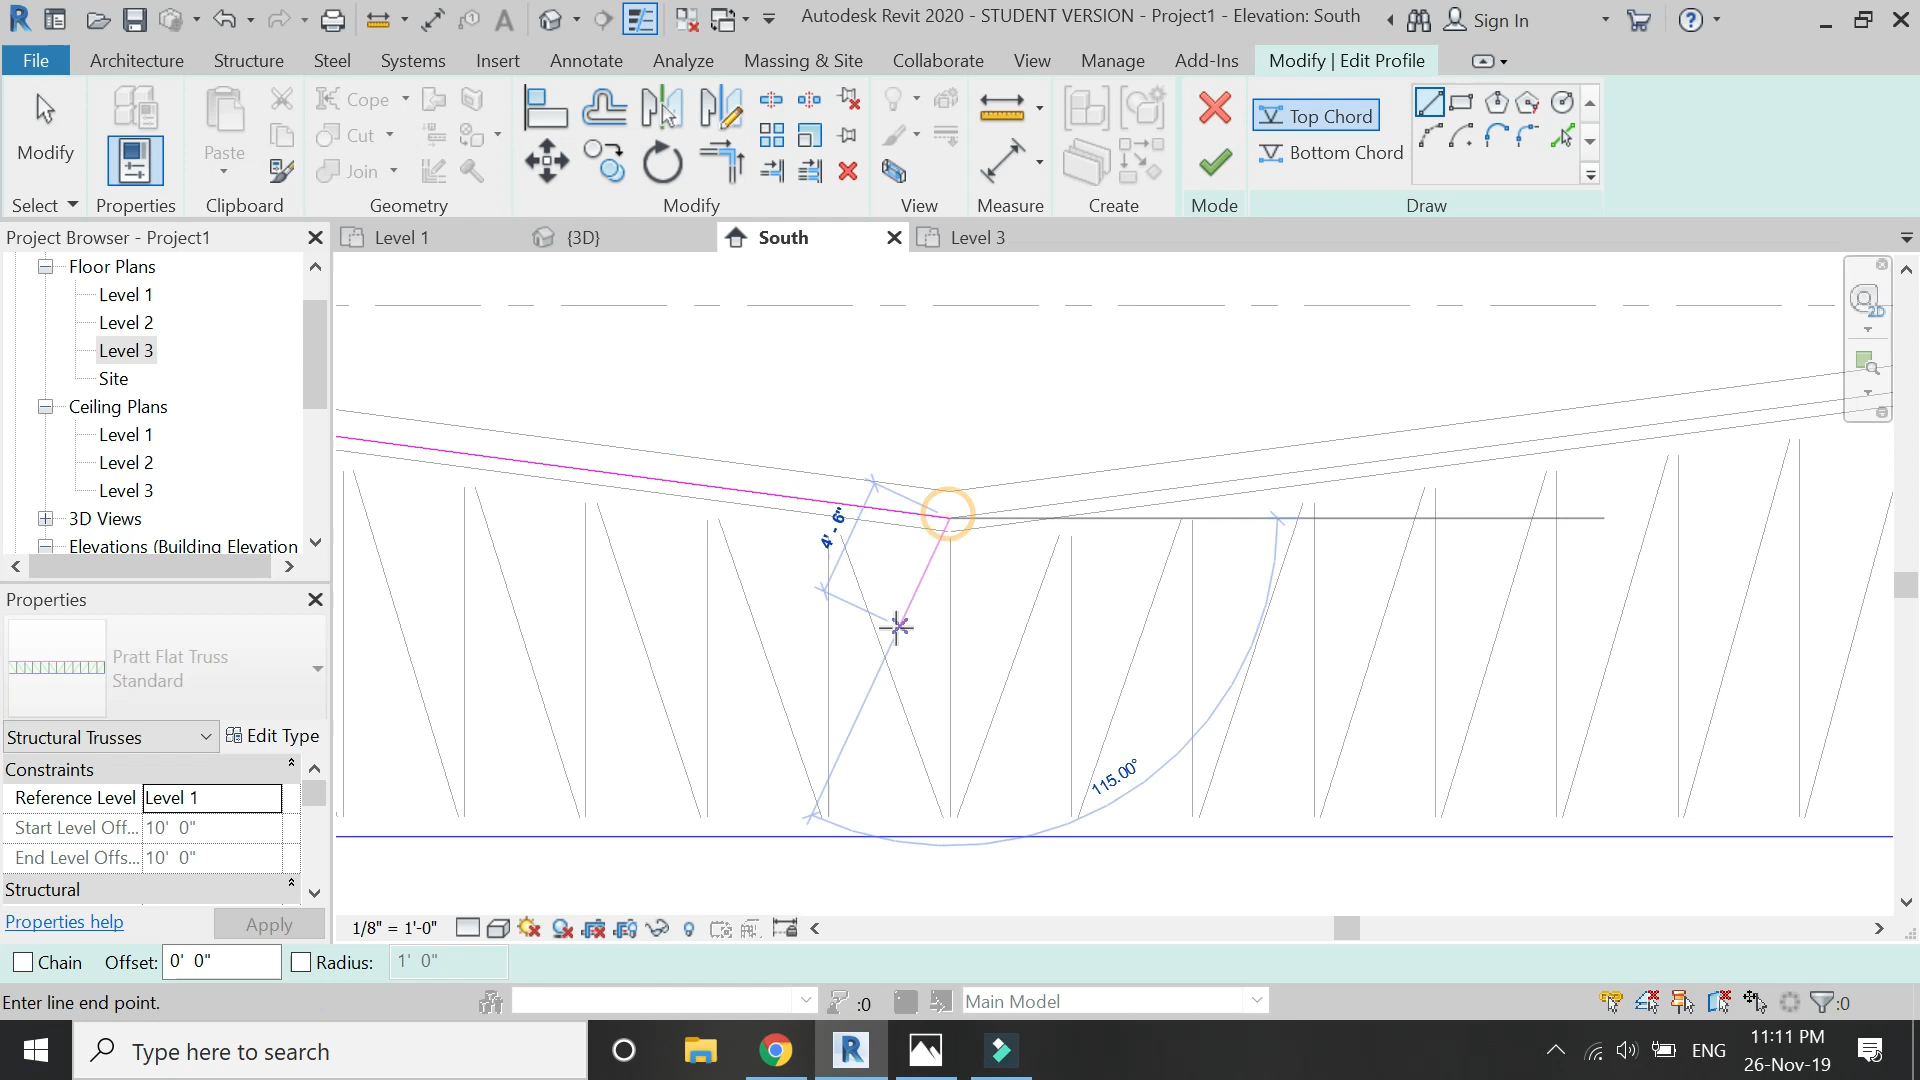 Autodesk Revit 2020 - STUDENT VERSION - Project1 - Elevation: South
Sign In
File Architecture Structure Steel Systems Insert Annotate Analyze Massing & Site Collaborate View Manage Add-Ins Modify | Edit Profile
Modify
Paste
Cope
Cut
Join
Top Chord
Bottom Chord
Select Properties Clipboard Geometry Modify View Measure Create Mode Draw
Project Browser - Project1
Level 1
{3D}
South
Level 3
Floor Plans
Level 1
Level 2
Level 3
Site
Ceiling Plans
Level 1
Level 2
Level 3
3D Views
Elevations (Building Elevation
2D
4' - 6"
115.00°
Properties
Pratt Flat Truss
Standard
Structural Trusses
Edit Type
Constraints
Reference Level Level 1
Start Level Off... 10' 0"
End Level Offs... 10' 0"
Structural
Properties help
Apply
1/8" = 1'-0"
Chain Offset: 0' 0" Radius: 1' 0"
Enter line end point.
:0
Main Model
:0
Type here to search
ENG
11:11 PM
26-Nov-19